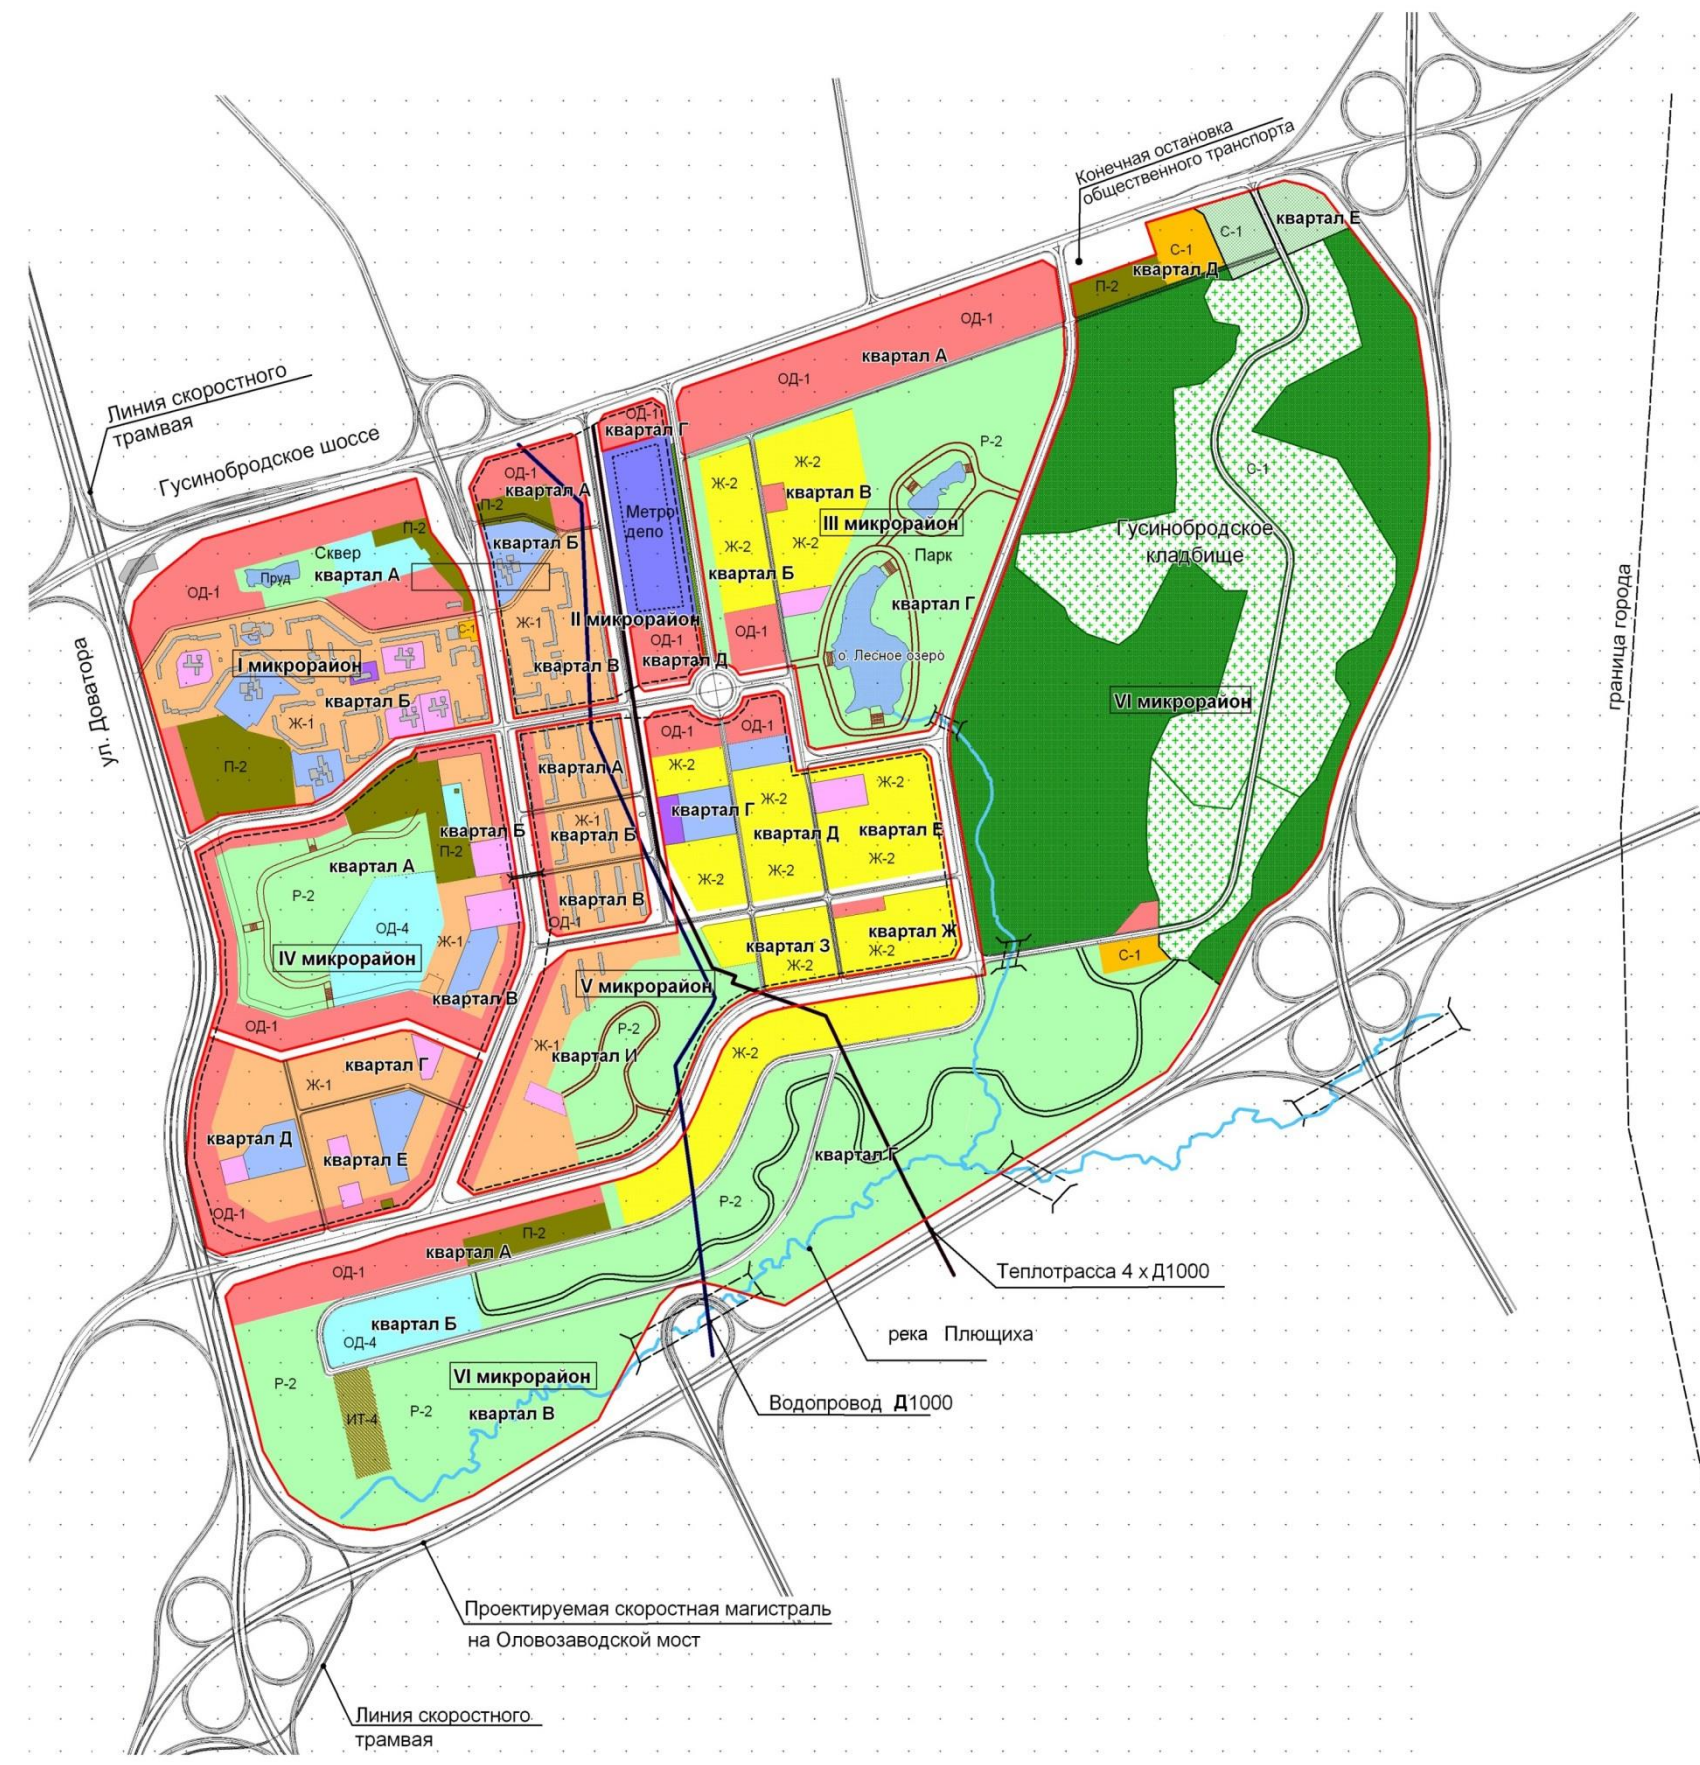 Конечная остановка
общественного транспорта
квартал Е
С-1
С-1
квартал Д
П-2
ОД-1
квартал А
ОД-1
Линия скоростного
трамвая
Гусинобродское шоссе
ОД-1
квартал Г
Р-2
Ж-2
ОД-1
квартал А
Ж-2
квартал В
П-2
С-1
Метро
депо
III микрорайон
П-2
Гусинобродское
кладбище
Сквер
квартал Б
Ж-2
Ж-2
Парк
Пруд
квартал А
квартал Б
ОД-1
граница города
квартал Г
II микрорайон
Ж-1
С-1
ОД-1
ОД-1
I микрорайон
квартал В
квартал Д
о. Лесное озеро
ул. Доватора
квартал Б
VI микрорайон
Ж-1
ОД-1
ОД-1
П-2
квартал А
Ж-2
Ж-2
Ж-2
квартал Г
Ж-1
квартал Б
квартал Б
квартал Д
квартал Е
П-2
квартал А
Ж-2
Ж-2
Ж-2
Р-2
квартал В
ОД-1
ОД-4
Ж-1
квартал Ж
квартал З
Ж-2
Ж-2
IV микрорайон
С-1
V микрорайон
квартал В
ОД-1
Р-2
Ж-1
квартал И
Ж-2
квартал Г
Ж-1
квартал Д
квартал Е
квартал Г
Р-2
ОД-1
П-2
квартал А
ОД-1
Теплотрасса 4 х Д1000
квартал Б
ОД-4
река Плющиха
VI микрорайон
Р-2
Р-2
ИТ-4
квартал В
Водопровод Д1000
Проектируемая скоростная магистраль
на Оловозаводской мост
Линия скоростного
трамвая